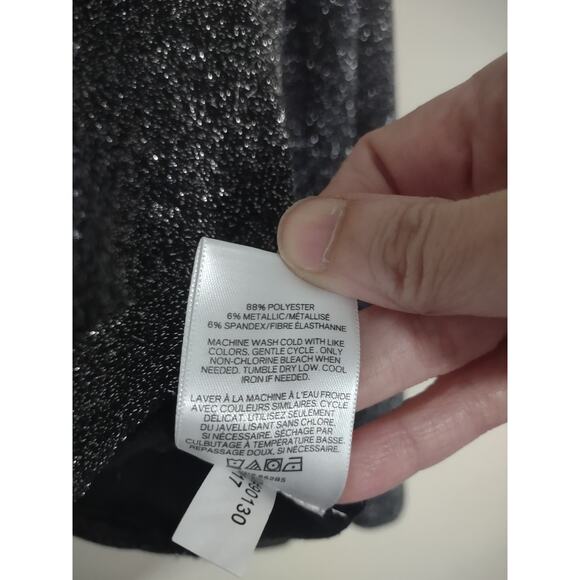 88% POLYESTER
6% METALLIC/MÉTALLISÉ
6% SPANDEX/FIBRE ÉLASTHANNE
MACHINE WASH COLD WITH LIKE
COLORS, GENTLE CYCLE. ONLY
NON-CHLORINE BLEACH WHEN
NEEDED. TUMBLE DRY LOW. COOL
IRON IF NEEDED.
LAVER À LA MACHINE À L'EAU FROIDE
AVEC COULEURS SIMILAIRES. CYCLE
DÉLICAT. UTILISEZ SEULEMENT
DU JAVELLISANT SANS CHLORE,
SI NÉCESSAIRE. SÉCHAGE PAR
CULBUTAGE À TEMPÉRATURE BASSE.
REPASSAGE DOUX, SI NÉCESSAIRE.